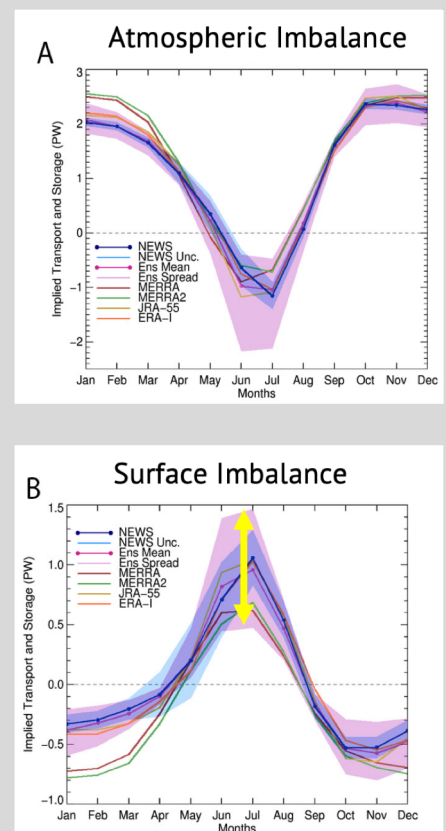 A
Atmospheric Imbalance
Implied Transport and Storage (PW)
3
2
1
0
-1
-2
NEWS
NEWS Unc.
Ens Mean
Ens Spread
MERRA
MERRA2
JRA-55
ERA-I
Jan Feb Mar Apr May Jun Jul Aug Sep Oct Nov Dec
Months
B
Surface Imbalance
Implied Transport and Storage (PW)
1.5
1.0
0.5
0.0
-0.5
-1.0
NEWS
NEWS Unc.
Ens Mean
Ens Spread
MERRA
MERRA2
JRA-55
ERA-I
Jan Feb Mar Apr May Jun Jul Aug Sep Oct Nov Dec
Months